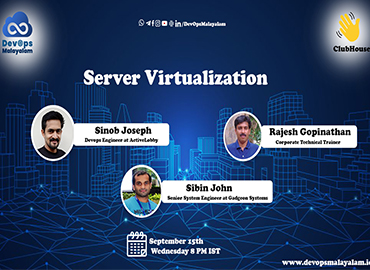 /DevOpsMalayalam
DevOps
Malayalam
ClubHouse
Server Virtualization
Sinob Joseph
Devops Engineer at ActiveLobby
Rajesh Gopinathan
Corporate Technical Trainer
Sibin John
Senior System Engineer at Gadgeon Systems
September 15th
Wednesday 8 PM IST
www.devopsmalayalam.io